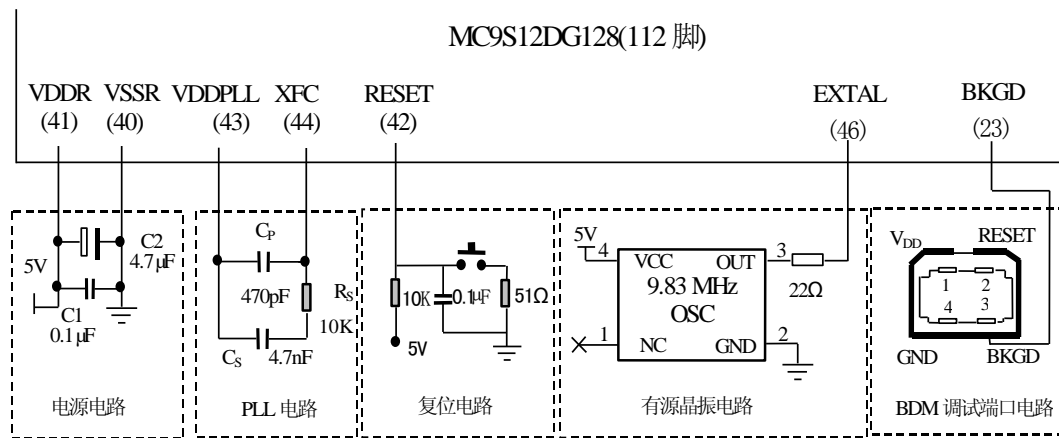 MC9S12DG128(112 脚)
VDDR VSSR VDDPLL XFC RESET EXTAL BKGD
(41) (40) (43) (44) (42) (46) (23)
C2
4.7μF
5V
C1
0.1μF
电源电路
CP
470pF
RS
10K
CS
4.7nF
PLL 电路
10K
0.1μF
51Ω
5V
复位电路
5V
4
VCC OUT
3
9.83 MHz
OSC
22Ω
1
NC GND
2
有源晶振电路
VDD
RESET
1 2
4 3
GND
BKGD
BDM 调试端口电路